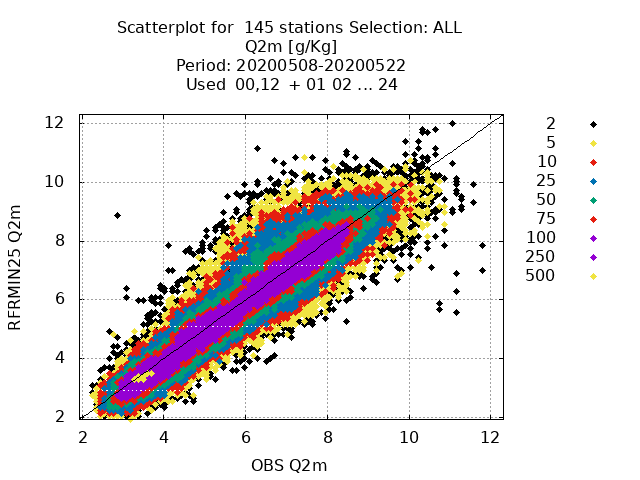 Scatterplot for 145 stations Selection: ALL
Q2m [g/Kg]
Period: 20200508-20200522
Used 00,12 + 01 02 ... 24
12
10
8
6
4
2
RFRMIN25 Q2m
2 4 6 8 10 12
OBS Q2m
2
5
10
25
50
75
100
250
500